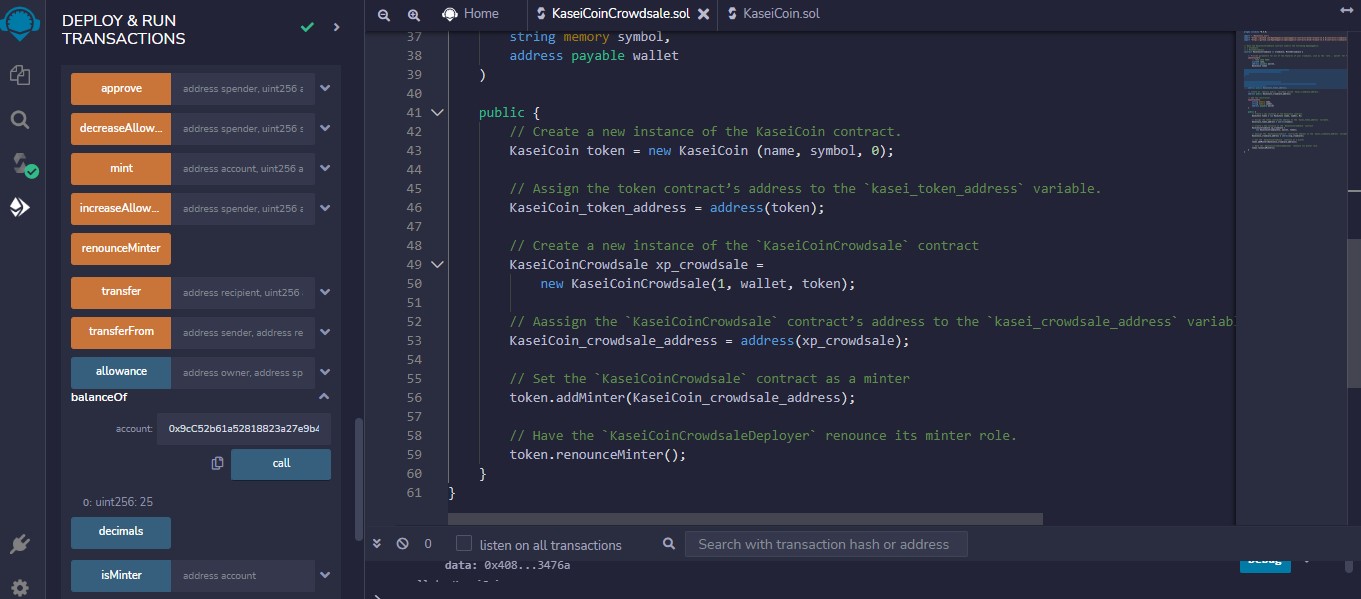 DEPLOY & RUN
TRANSACTIONS
approve address spender, uint256 a
decreaseAllow... address spender, uint256 s
mint address account, uint256 a
increaseAllow... address spender, uint256 a
renounceMinter
transfer address recipient, uint256
transferFrom address sender, address re
allowance address owner, address sp
balanceOf
account: 0x9cC52b61a52818823a27e9b4
call
0: uint256: 25
decimals
isMinter address account
Home KaseiCoinCrowdsale.sol KaseiCoin.sol
37 string memory symbol,
38 address payable wallet
39 )
40
41 public {
42 // Create a new instance of the KaseiCoin contract.
43 KaseiCoin token = new KaseiCoin (name, symbol, 0);
44
45 // Assign the token contract’s address to the `kasei_token_address` variable.
46 KaseiCoin_token_address = address(token);
47
48 // Create a new instance of the `KaseiCoinCrowdsale` contract
49 KaseiCoinCrowdsale xp_crowdsale =
50 new KaseiCoinCrowdsale(1, wallet, token);
51
52 // Aassign the `KaseiCoinCrowdsale` contract’s address to the `kasei_crowdsale_address` variab
53 KaseiCoin_crowdsale_address = address(xp_crowdsale);
54
55 // Set the `KaseiCoinCrowdsale` contract as a minter
56 token.addMinter(KaseiCoin_crowdsale_address);
57
58 // Have the `KaseiCoinCrowdsaleDeployer` renounce its minter role.
59 token.renounceMinter();
60 }
61 }
0 listen on all transactions Search with transaction hash or address
data: 0x408...3476a
Debug